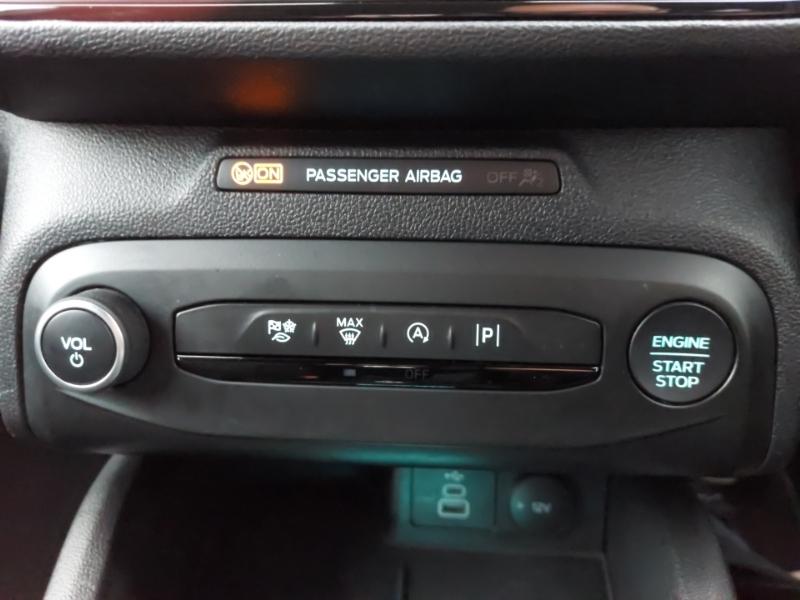 ON PASSENGER AIRBAG OFF
VOL
MAX
A
P
OFF
ENGINE
START
STOP
12V